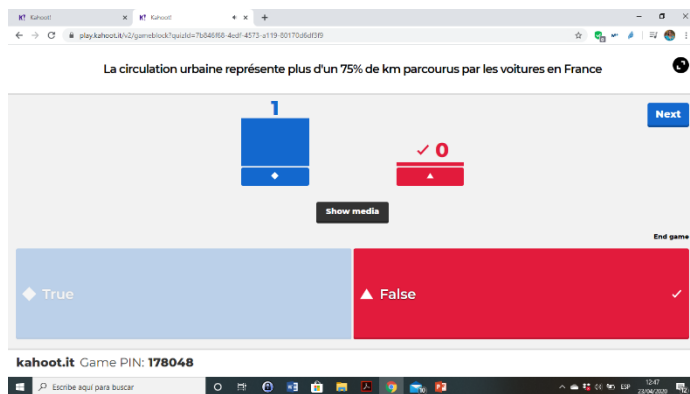 K! Kahoot!
K! Kahoot!
play.kahoot.it/v2/gameblock?quizId=7b846f68-4edf-4573-a119-80170d6df3f9
La circulation urbaine représente plus d'un 75% de km parcourus par les voitures en France
1
Next
0
Show media
End game
True
False
kahoot.it Game PIN: 178048
Escribe aquí para buscar
ESP
12:47
23/04/2020